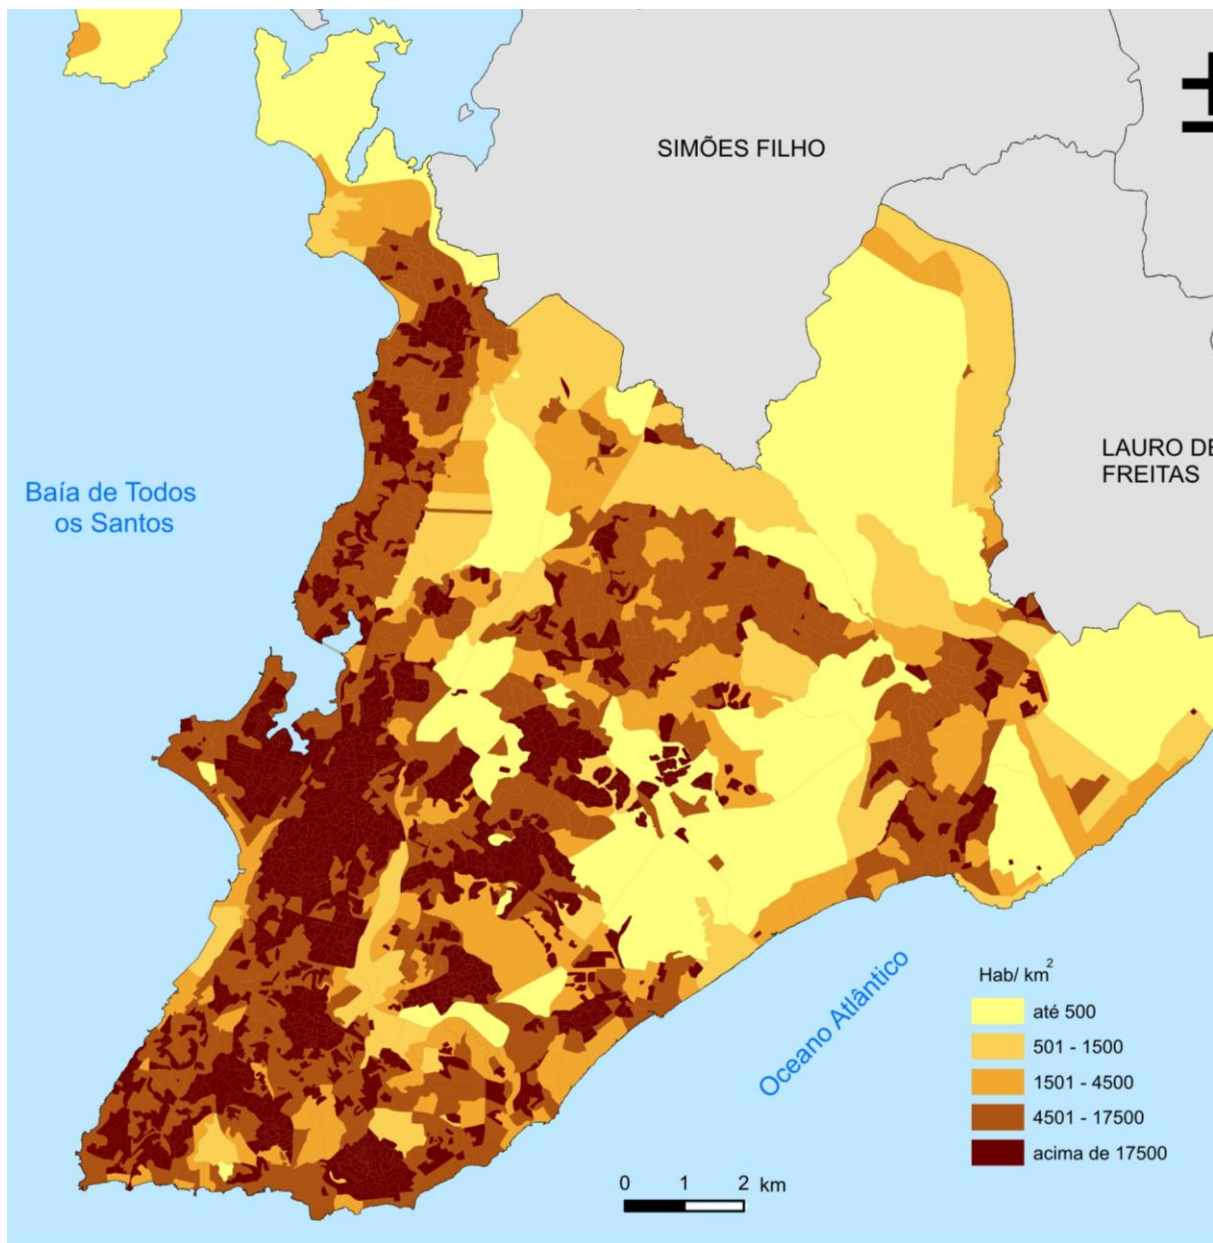 SIMÕES FILHO
LAURO DE
FREITAS
Baía de Todos
os Santos
Oceano Atlântico
Hab/ km²
até 500
501 - 1500
1501 - 4500
4501 - 17500
acima de 17500
0 1 2 km